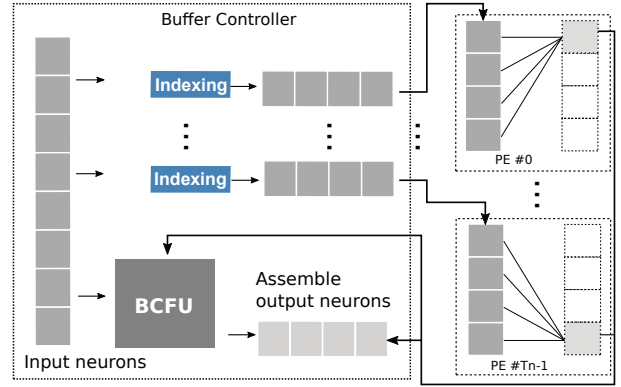 Buffer Controller
Indexing
PE #0
Indexing
BCFU
Assemble
output neurons
Input neurons
PE #Tn-1